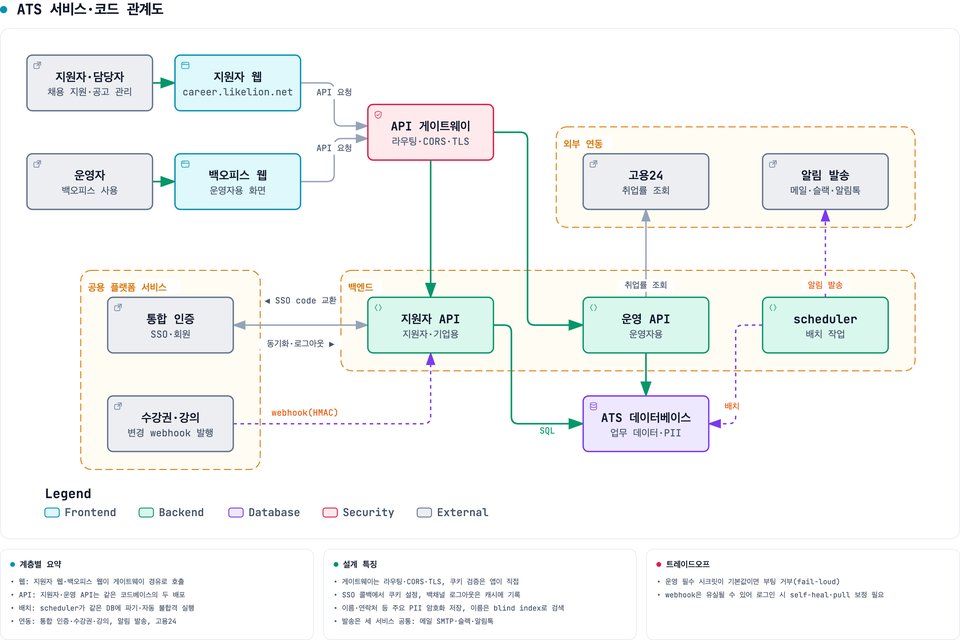 ATS 서비스·코드 관계도
지원자·담당자
채용 지원·공고 관리
지원자 웹
career.likelion.net
API 요청
API 게이트웨이
라우팅·CORS·TLS
API 요청
운영자
백오피스 사용
백오피스 웹
운영자용 화면
외부 연동
고용24
취업률 조회
알림 발송
메일·슬랙·알림톡
공용 플랫폼 서비스
통합 인증
SSO·회원
◀ SSO code 교환
동기화·로그아웃 ▶
백엔드
지원자 API
지원자·기업용
취업률 조회
운영 API
운영자용
알림 발송
scheduler
배치 작업
수강권·강의
변경 webhook 발행
webhook(HMAC)
SQL
ATS 데이터베이스
업무 데이터·PII
배치
Legend
Frontend
Backend
Database
Security
External
계층별 요약
• 웹: 지원자 웹·백오피스 웹이 게이트웨이 경유로 호출
• API: 지원자·운영 API는 같은 코드베이스의 두 배포
• 배치: scheduler가 같은 DB에 파기·자동 불합격 실행
• 연동: 통합 인증·수강권·강의, 알림 발송, 고용24
설계 특징
• 게이트웨이는 라우팅·CORS·TLS, 쿠키 검증은 앱이 직접
• SSO 콜백에서 쿠키 설정, 백채널 로그아웃은 캐시에 기록
• 이름·연락처 등 주요 PII 암호화 저장, 이름은 blind index로 검색
• 발송은 세 서비스 공통: 메일 SMTP·슬랙·알림톡
트레이드오프
• 운영 필수 시크릿이 기본값이면 부팅 거부(fail-loud)
• webhook은 유실될 수 있어 로그인 시 self-heal·pull 보정 필요